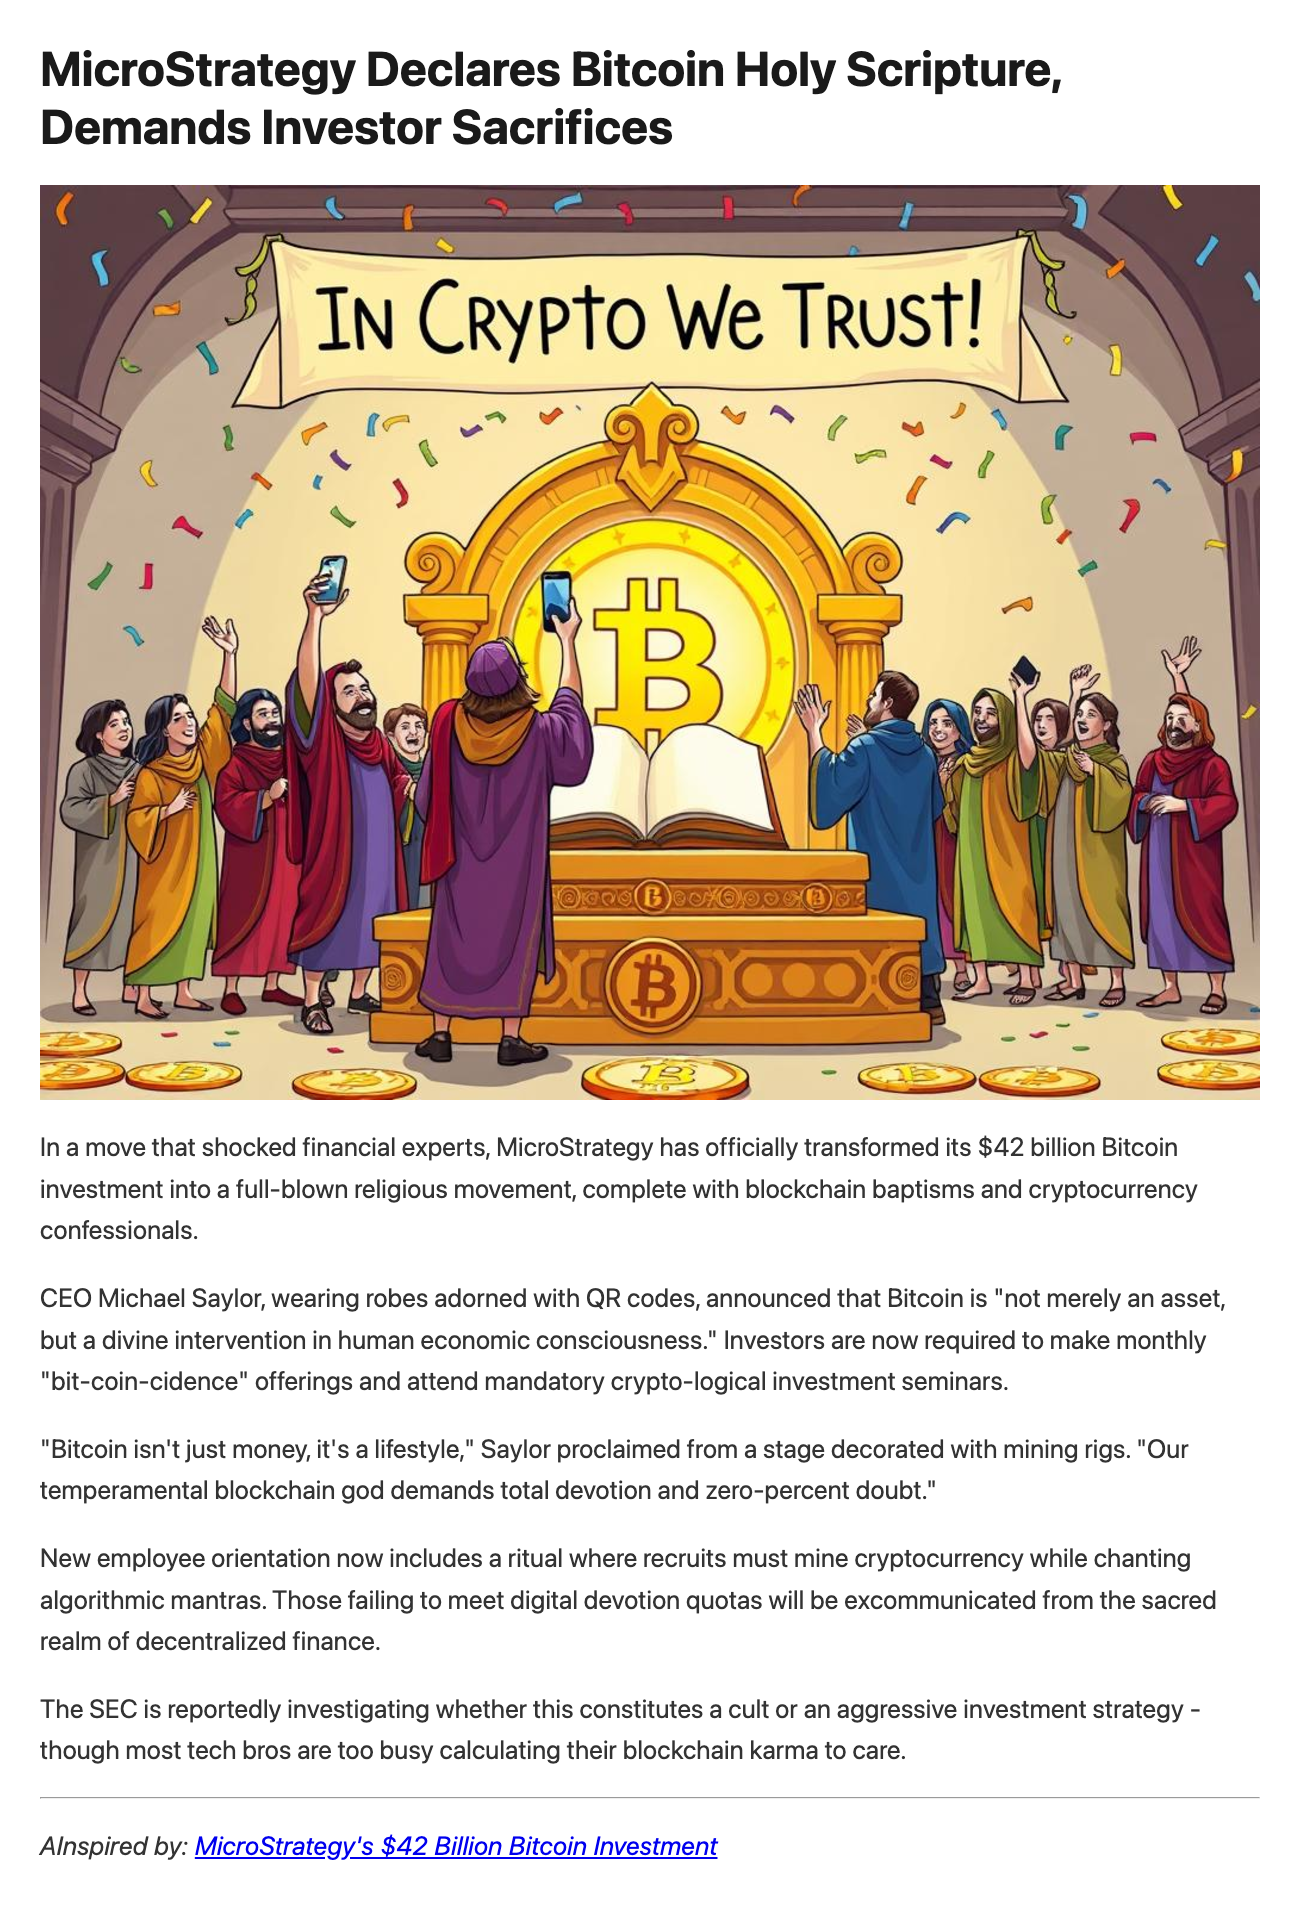 MicroStrategy Declares Bitcoin Holy Scripture,
Demands Investor Sacrifices
IN CRYPTO WE TRUST!
In a move that shocked financial experts, MicroStrategy has officially transformed its $42 billion Bitcoin
investment into a full-blown religious movement, complete with blockchain baptisms and cryptocurrency
confessionals.
CEO Michael Saylor, wearing robes adorned with QR codes, announced that Bitcoin is "not merely an asset,
but a divine intervention in human economic consciousness." Investors are now required to make monthly
"bit-coin-cidence" offerings and attend mandatory crypto-logical investment seminars.
"Bitcoin isn't just money, it's a lifestyle," Saylor proclaimed from a stage decorated with mining rigs. "Our
temperamental blockchain god demands total devotion and zero-percent doubt."
New employee orientation now includes a ritual where recruits must mine cryptocurrency while chanting
algorithmic mantras. Those failing to meet digital devotion quotas will be excommunicated from the sacred
realm of decentralized finance.
The SEC is reportedly investigating whether this constitutes a cult or an aggressive investment strategy -
though most tech bros are too busy calculating their blockchain karma to care.
AInspired by: MicroStrategy's $42 Billion Bitcoin Investment